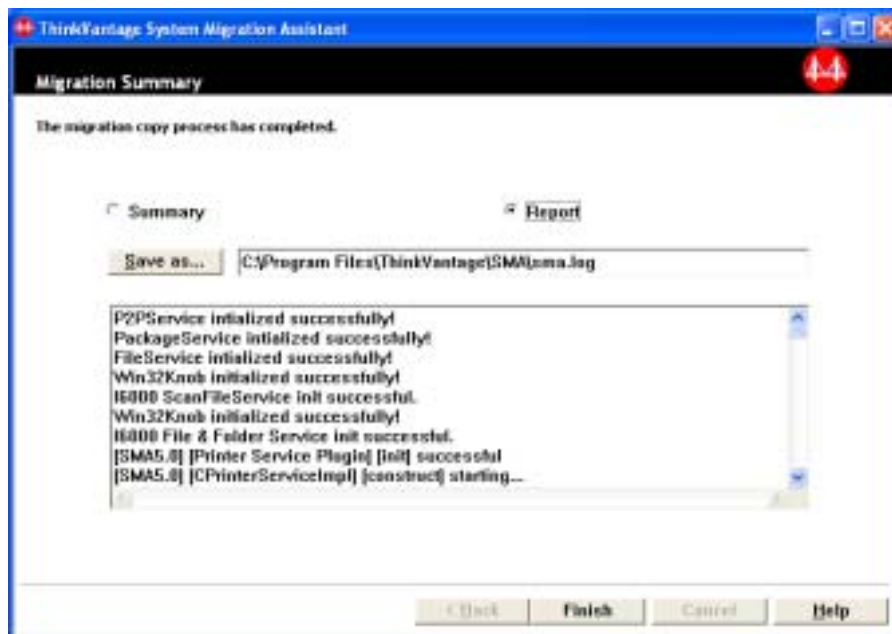 ThinkVantage System Migration Assistant
Migration Summary
The migration copy process has completed.
Summary
Report
Save as...
C:\Program Files\ThinkVantage\SMA\sma.log
P2PService intialized successfully!
PackageService intialized successfully!
FileService intialized successfully!
Win32Knob initialized successfully!
I6000 ScanFileService init successful.
Win32Knob initialized successfully!
I6000 File & Folder Service init successful.
[SMA5.0] [Printer Service Plugin] [init] successful
[SMA5.0] [CPrinterServiceImpl] [construct] starting...
< Back
Finish
Cancel
Help